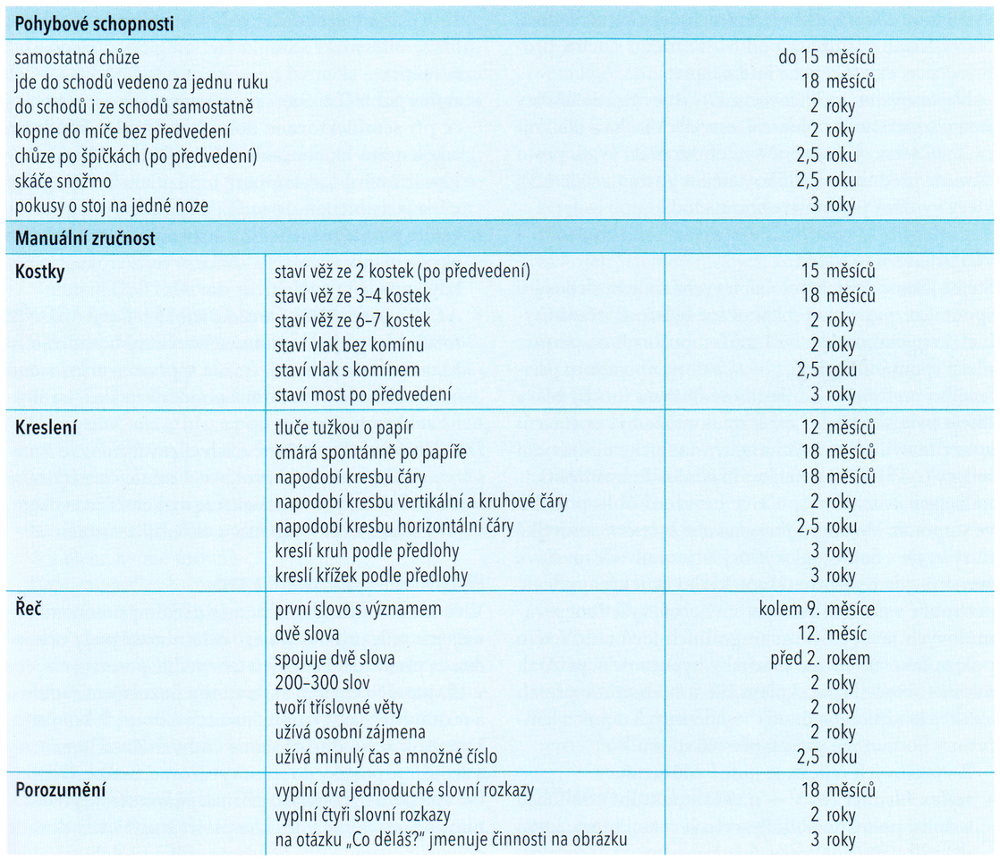 Pohybové schopnosti
samostatná chůze do 15 měsíců
jde do schodů vedeno za jednu ruku 18 měsíců
do schodů i ze schodů samostatně 2 roky
kopne do míče bez předvedení 2 roky
chůze po špičkách (po předvedení) 2,5 roku
skáče snožmo 2,5 roku
pokusy o stoj na jedné noze 3 roky
Manuální zručnost
Kostky staví věž ze 2 kostek (po předvedení) 15 měsíců
staví věž ze 3–4 kostek 18 měsíců
staví věž ze 6–7 kostek 2 roky
staví vlak bez komínu 2 roky
staví vlak s komínem 2,5 roku
staví most po předvedení 3 roky
Kreslení tluče tužkou o papír 12 měsíců
čmárá spontánně po papíře 18 měsíců
napodobí kresbu čáry 18 měsíců
napodobí kresbu vertikální a kruhové čáry 2 roky
napodobí kresbu horizontální čáry 2,5 roku
kreslí kruh podle předlohy 3 roky
kreslí křížek podle předlohy 3 roky
Řeč první slovo s významem kolem 9. měsíce
dvě slova 12. měsíc
spojuje dvě slova před 2. rokem
200–300 slov 2 roky
tvoří tříslovné věty 2 roky
užívá osobní zájmena 2 roky
užívá minulý čas a množné číslo 2,5 roku
Porozumění vyplní dva jednoduché slovní rozkazy 18 měsíců
vyplní čtyři slovní rozkazy 2 roky
na otázku „Co děláš?“ jmenuje činnosti na obrázku 3 roky